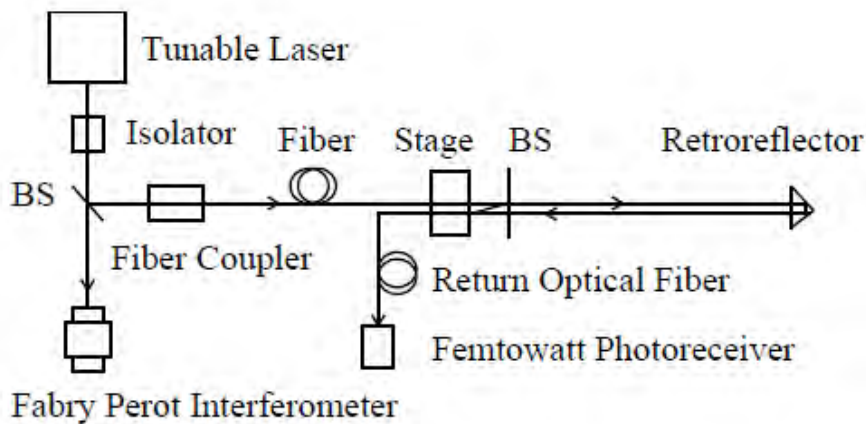 Tunable Laser
Isolator
Fiber
Stage
BS
Retroreflector
BS
Fiber Coupler
Return Optical Fiber
Femtowatt Photoreceiver
Fabry Perot Interferometer